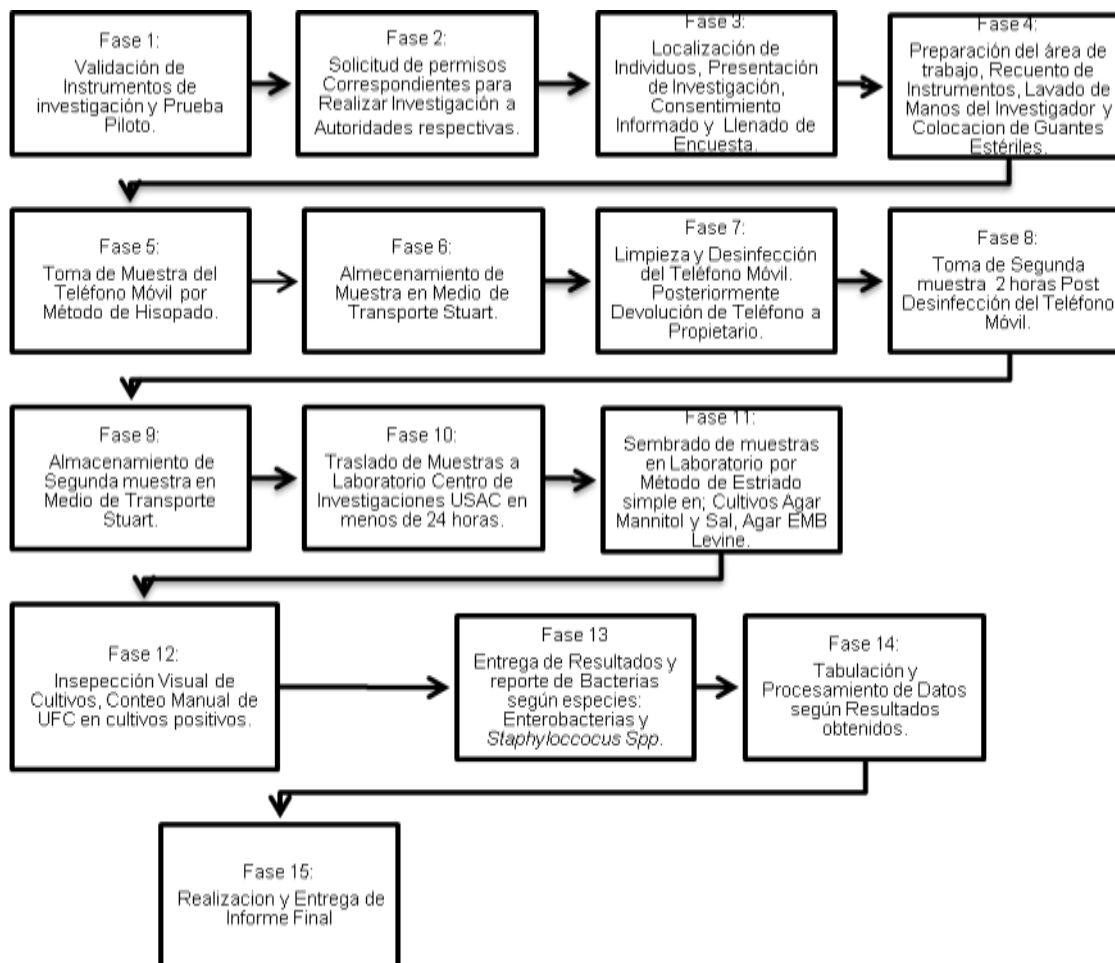 Fase 1:
Validación de
Instrumentos de
investigación y Prueba
Piloto.
Fase 2:
Solicitud de permisos
Correspondientes para
Realizar Investigación a
Autoridades respectivas.
Fase 3:
Localización de
Individuos, Presentación
de Investigación,
Consentimiento
Informado y Llenado de
Encuesta.
Fase 4:
Preparación del área de
trabajo, Recuento de
Instrumentos, Lavado de
Manos del Investigador y
Colocacion de Guantes
Estériles.
Fase 5:
Toma de Muestra del
Teléfono Móvil por
Método de Hisopado.
Fase 6:
Almecenamiento de
Muestra en Medio de
Transporte Stuart.
Fase 7:
Limpieza y Desinfección
del Teléfono Móvil.
Posteriormente
Devolución de Teléfono a
Propietario.
Fase 8:
Toma de Segunda
muestra 2 horas Post
Desinfección del Teléfono
Móvil.
Fase 9:
Almacenamiento de
Segunda muestra en
Medio de Transporte
Stuart.
Fase 10:
Traslado de Muestras a
Laboratorio Centro de
Investigaciones USAC en
menos de 24 horas.
Fase 11:
Sembrado de muestras
en Laboratorio por
Método de Estriado
simple en; Cultivos Agar
Mannitol y Sal, Agar EMB
Levine.
Fase 12:
Insepección Visual de
Cultivos, Conteo Manual de
UFC en cultivos positivos.
Fase 13
Entrega de Resultados y
reporte de Bacterias
según especies:
Enterobacterias y
Staphyloccocus Spp.
Fase 14:
Tabulación y
Procesamiento de Datos
según Resultados
obtenidos.
Fase 15:
Realizacion y Entrega de
Informe Final